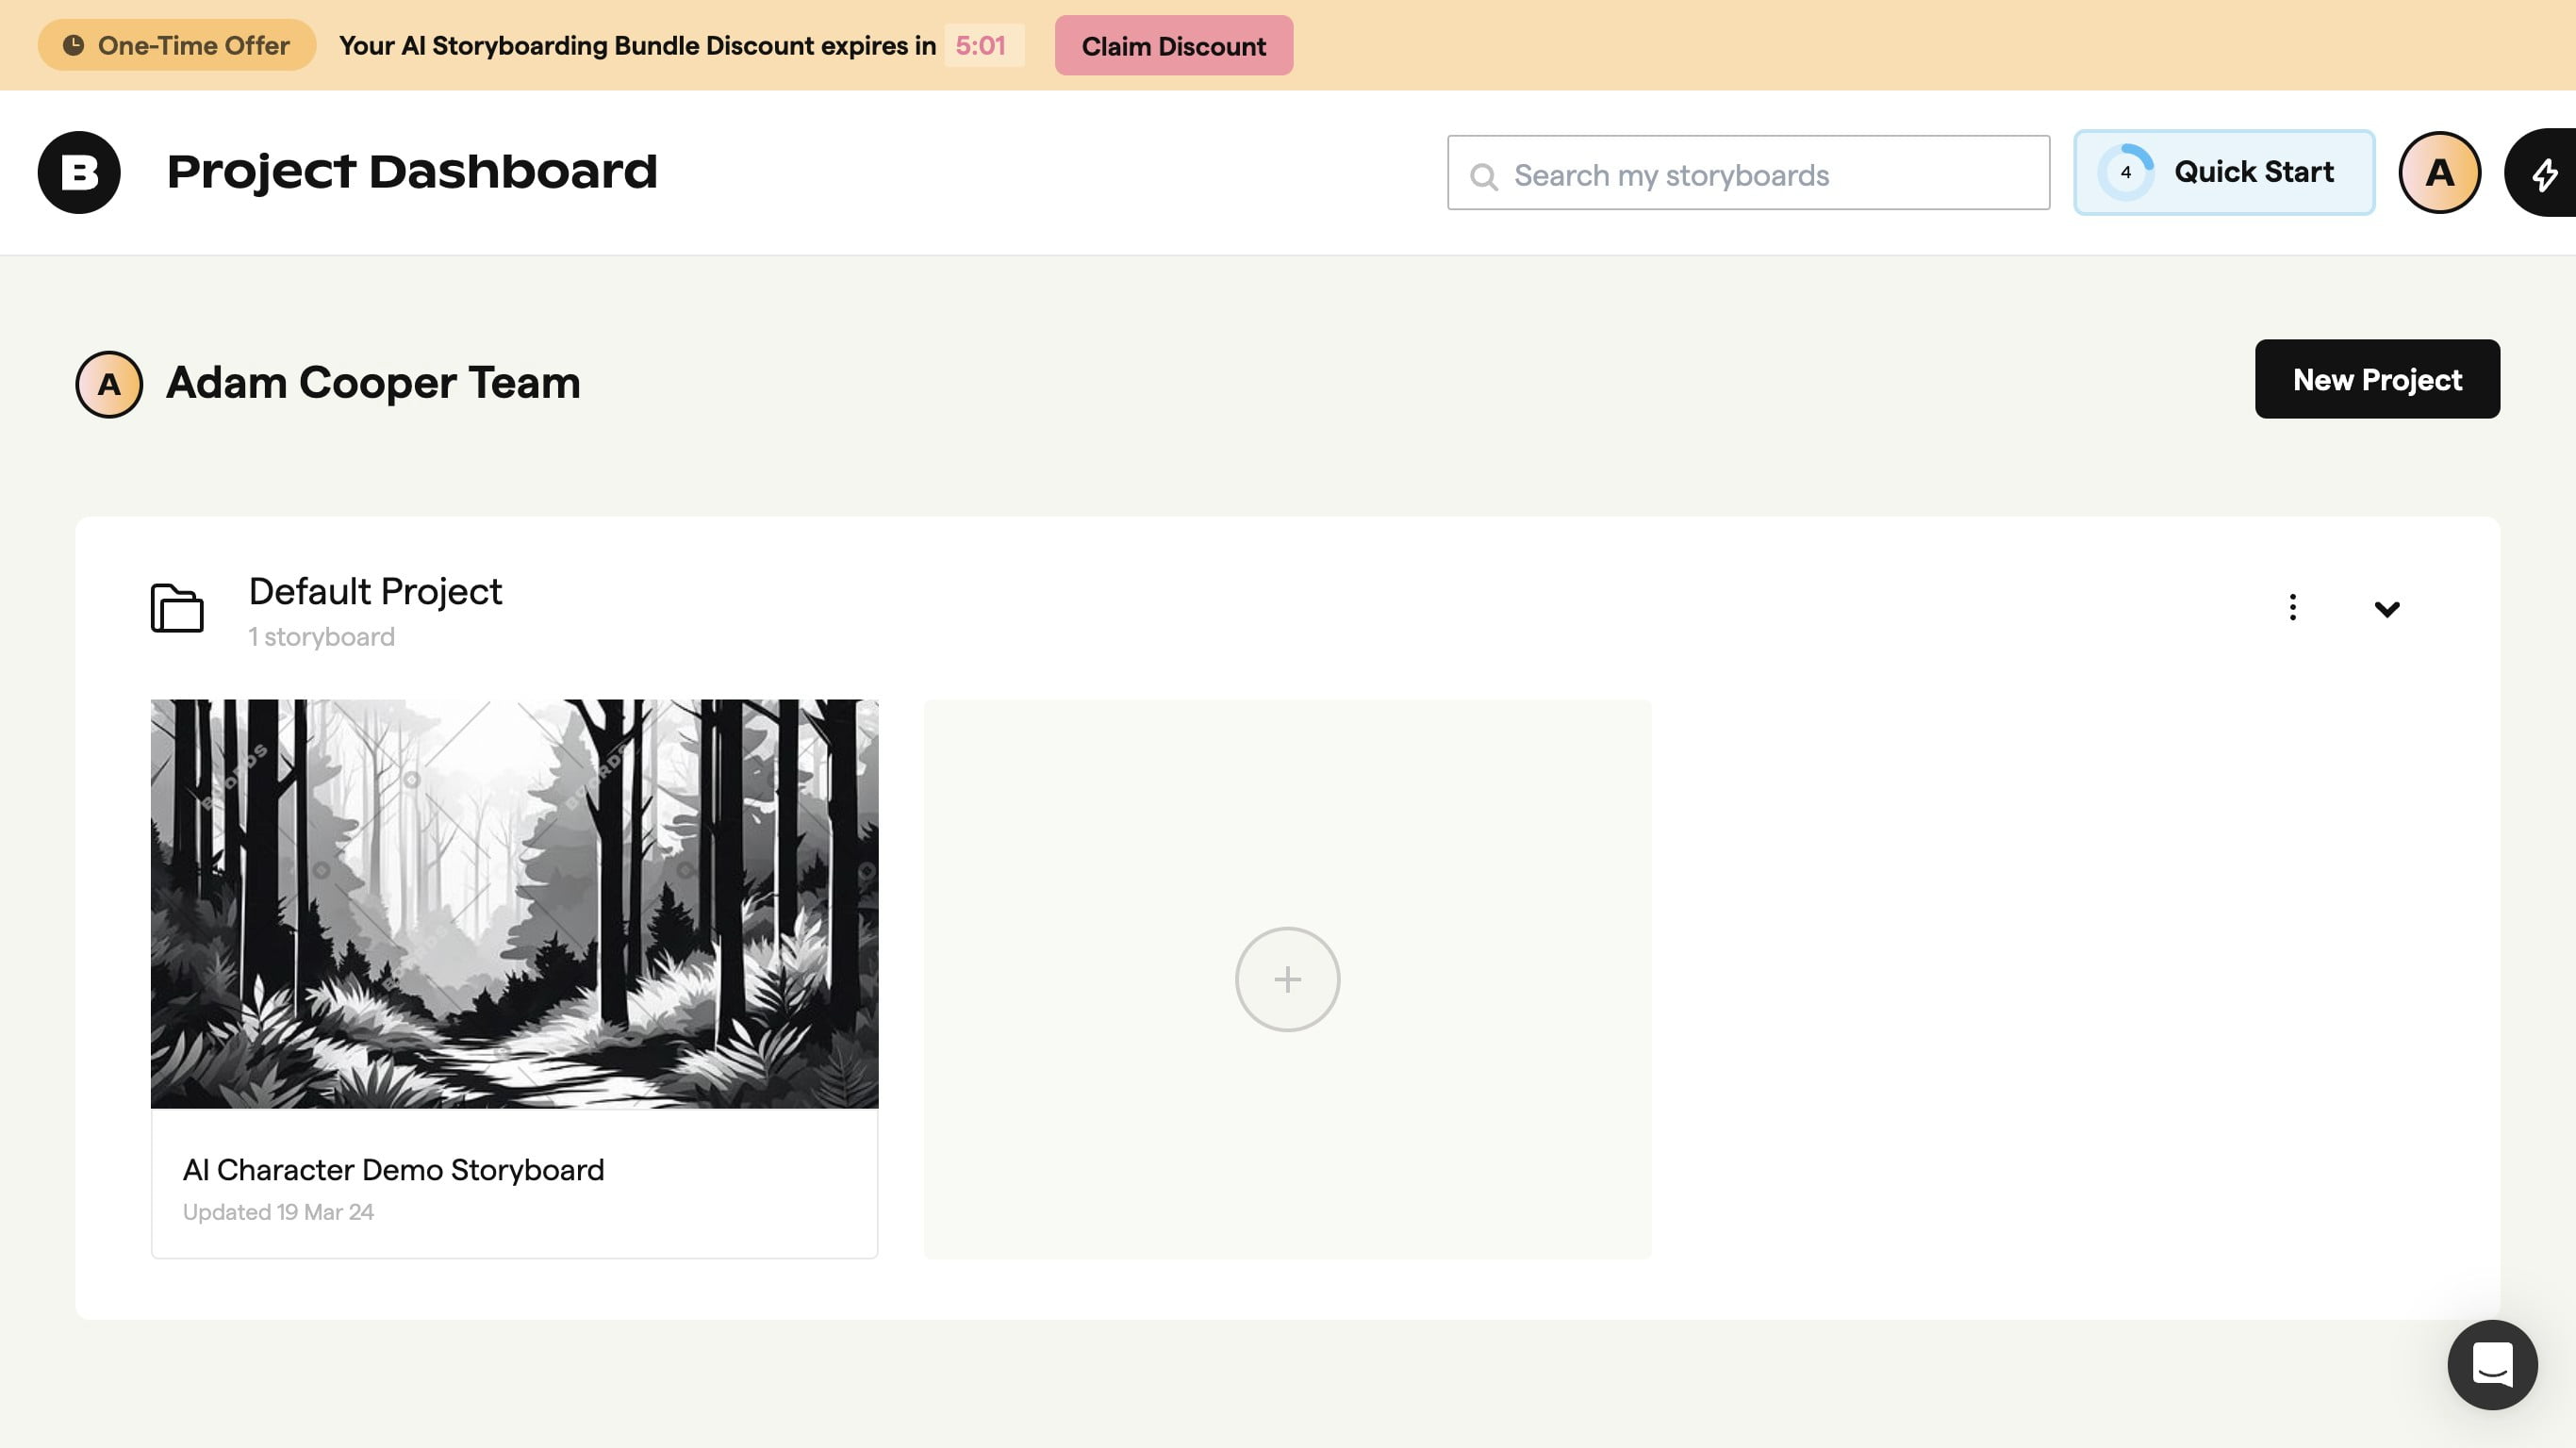 One-Time Offer Your AI Storyboarding Bundle Discount expires in 5:01 Claim Discount
B Project Dashboard Search my storyboards 4 Quick Start A
A Adam Cooper Team New Project
Default Project
1 storyboard
BOORDS BOORDS
AI Character Demo Storyboard
Updated 19 Mar 24